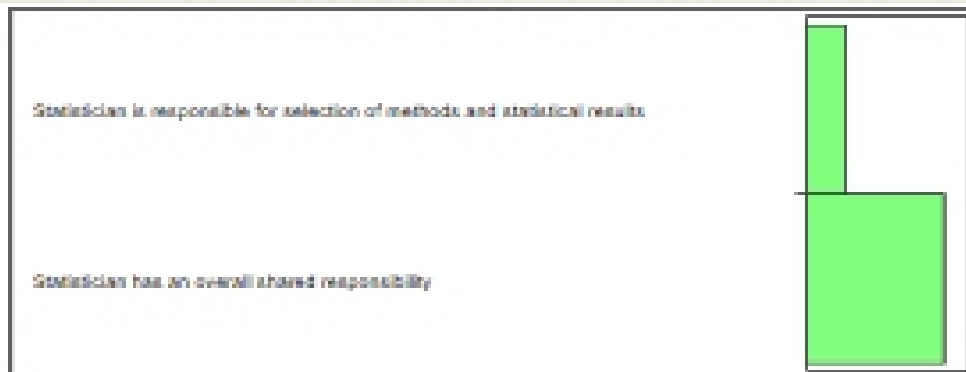 Statistician is responsible for selection of methods and statistical results
Statistician has an overall shared responsibility